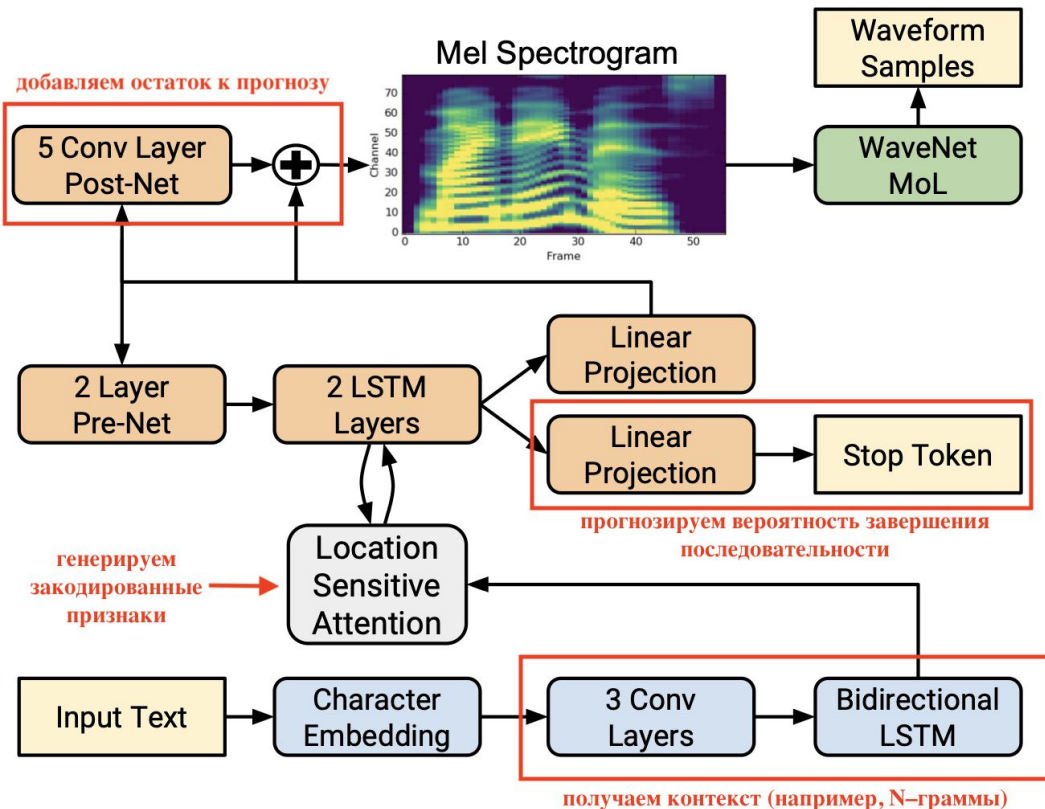 Waveform
Samples
Mel Spectrogram
добавляем остаток к прогнозу
5 Conv Layer
Post-Net
WaveNet
MoL
Channel
70
60
50
40
30
20
10
0
0 10 20 30 40 50
Frame
Linear
Projection
2 Layer
Pre-Net
2 LSTM
Layers
Linear
Projection
Stop Token
прогнозируем вероятность завершения
последовательности
генерируем
закодированные
признаки
Location
Sensitive
Attention
Input Text
Character
Embedding
3 Conv
Layers
Bidirectional
LSTM
получаем контекст (например, N–граммы)